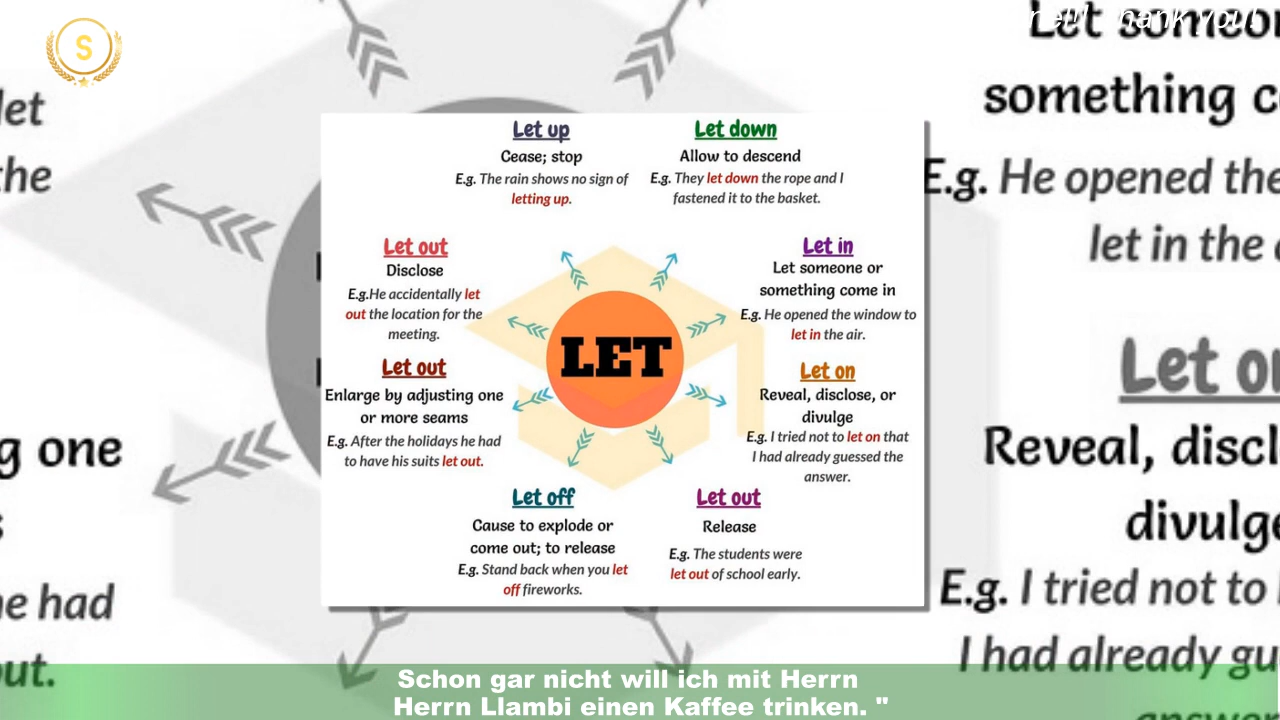 S
Thank you!
Let up
Cease; stop
E.g. The rain shows no sign of
letting up.
Let down
Allow to descend
E.g. They let down the rope and I
fastened it to the basket.
Let out
Disclose
E.g.He accidentally let
out the location for the
meeting.
Let in
Let someone or
something come in
E.g. He opened the window to
let in the air.
LET
Let out
Enlarge by adjusting one
or more seams
E.g. After the holidays he had
to have his suits let out.
Let on
Reveal, disclose, or
divulge
E.g. I tried not to let on that
I had already guessed the
answer.
Let off
Cause to explode or
come out; to release
E.g. Stand back when you let
off fireworks.
Let out
Release
E.g. The students were
let out of school early.
let
the
g one
he had
out.
Let
something
E.g. He opened the
let in the
Let
Reveal,
E.g. I tried not to
I had already
Schon gar nicht will ich mit Herrn
Herrn Llambi einen Kaffee trinken. "